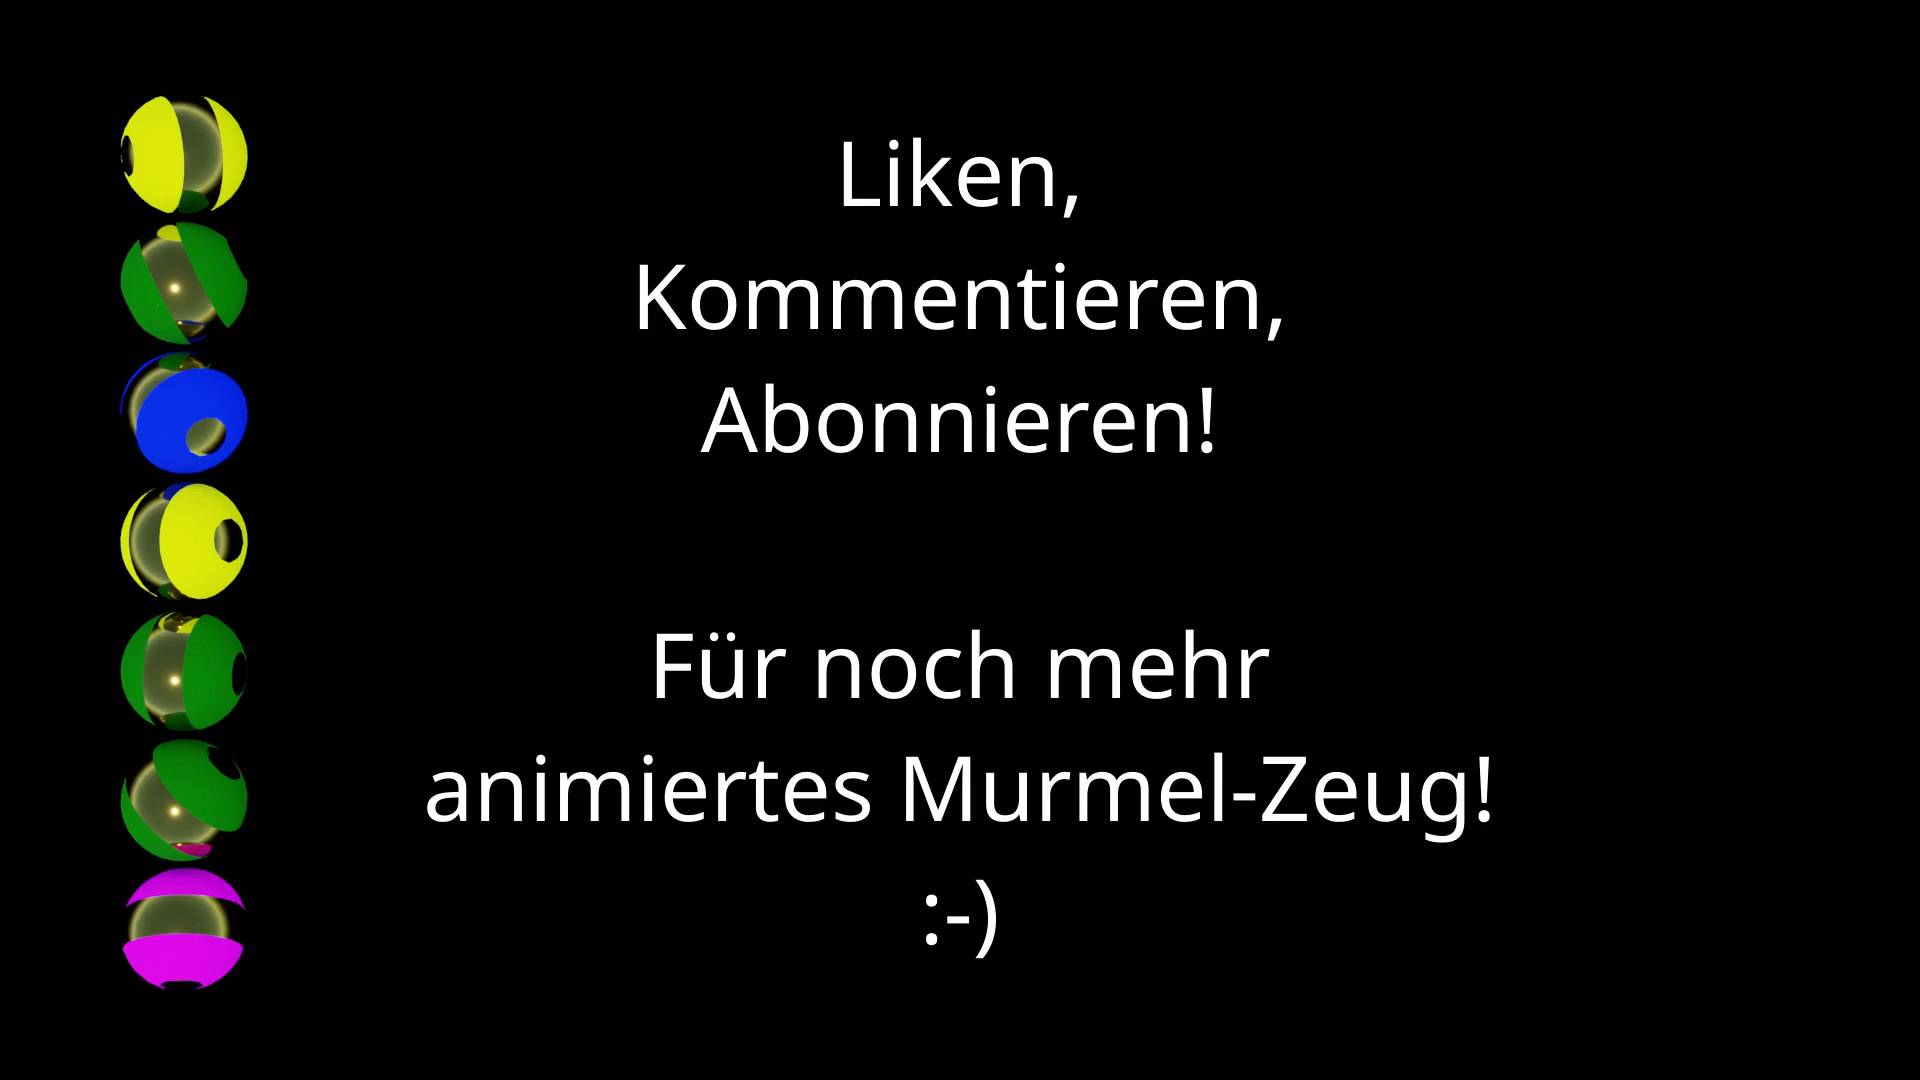 Liken,
Kommentieren,
Abonnieren!
Für noch mehr
animiertes Murmel-Zeug!
:-)